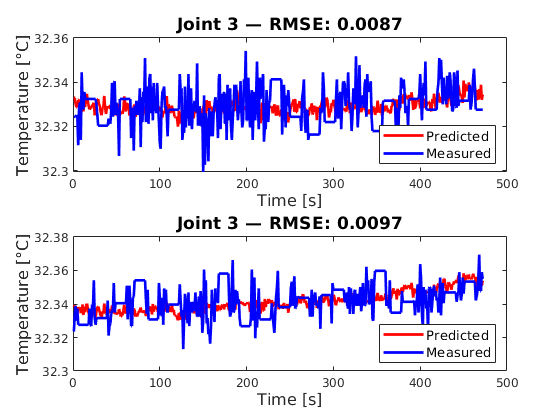 Joint 3 — RMSE: 0.0087
Temperature [°C]
32.36
32.34
32.32
32.3
0 100 200 300 400 500
Time [s]
Predicted
Measured
Joint 3 — RMSE: 0.0097
Temperature [°C]
32.38
32.36
32.34
32.32
32.3
0 100 200 300 400 500
Time [s]
Predicted
Measured